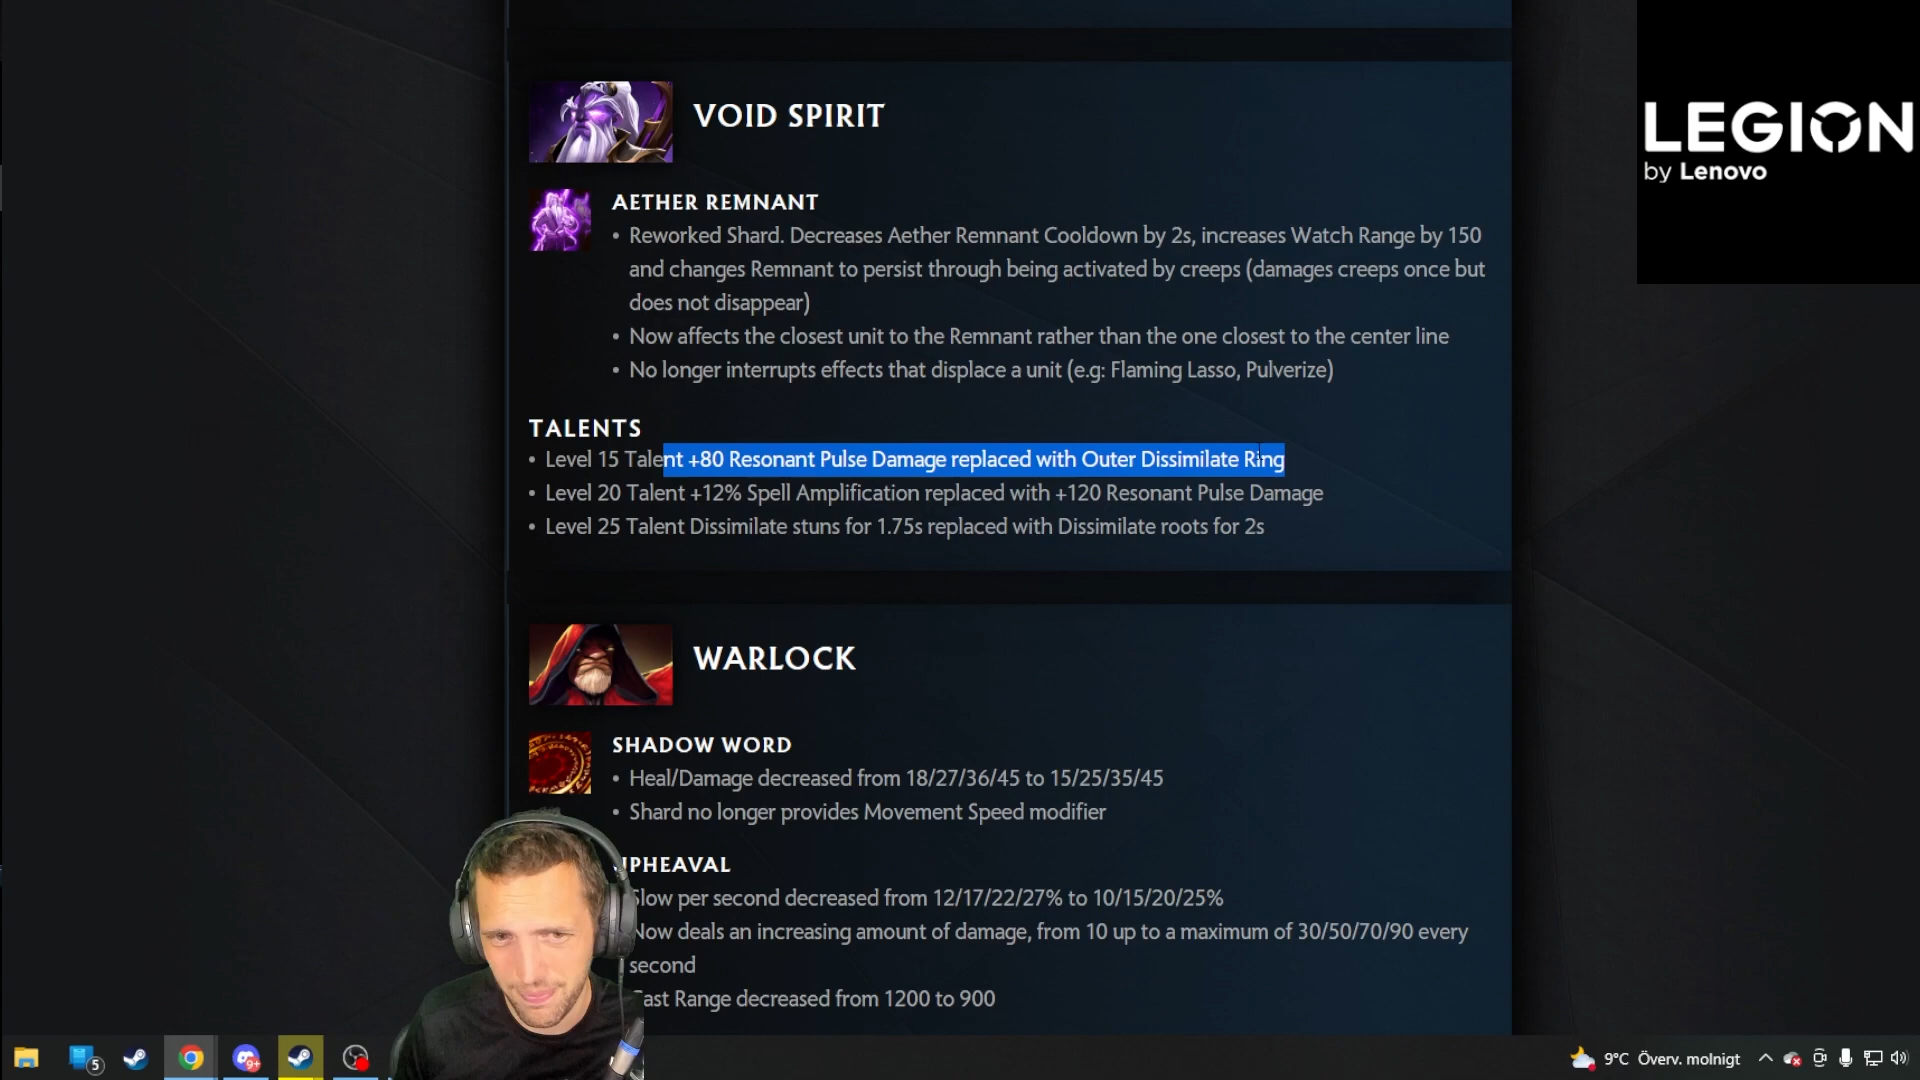 VOID SPIRIT
LEGION
by Lenovo
AETHER REMNANT
• Reworked Shard. Decreases Aether Remnant Cooldown by 2s, increases Watch Range by 150
and changes Remnant to persist through being activated by creeps (damages creeps once but
does not disappear)
• Now affects the closest unit to the Remnant rather than the one closest to the center line
• No longer interrupts effects that displace a unit (e.g: Flaming Lasso, Pulverize)
TALENTS
• Level 15 Talent +80 Resonant Pulse Damage replaced with Outer Dissimilate Ring
• Level 20 Talent +12% Spell Amplification replaced with +120 Resonant Pulse Damage
• Level 25 Talent Dissimilate stuns for 1.75s replaced with Dissimilate roots for 2s
WARLOCK
SHADOW WORD
• Heal/Damage decreased from 18/27/36/45 to 15/25/35/45
• Shard no longer provides Movement Speed modifier
UPHEAVAL
Slow per second decreased from 12/17/22/27% to 10/15/20/25%
Now deals an increasing amount of damage, from 10 up to a maximum of 30/50/70/90 every
second
Cast Range decreased from 1200 to 900
5
9+
9°C Överv. molnigt